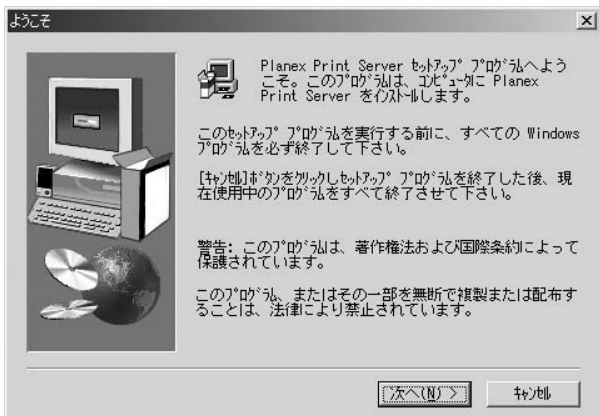 ようこそ
Planex Print Server ｾｯﾄｱｯﾌﾟ ﾌﾟﾛｸﾞﾗﾑへよう
こそ。このﾌﾟﾛｸﾞﾗﾑは、ｺﾝﾋﾟｭｰﾀに Planex
Print Server をｲﾝｽﾄｰﾙします。
このｾｯﾄｱｯﾌﾟ ﾌﾟﾛｸﾞﾗﾑを実行する前に、すべての Windows
ﾌﾟﾛｸﾞﾗﾑを必ず終了して下さい。
[ｷｬﾝｾﾙ]ﾎﾞﾀﾝをｸﾘｯｸしｾｯﾄｱｯﾌﾟ ﾌﾟﾛｸﾞﾗﾑを終了した後、現
在使用中のﾌﾟﾛｸﾞﾗﾑをすべて終了させて下さい。
警告: このﾌﾟﾛｸﾞﾗﾑは、著作権法および国際条約によって
保護されています。
このﾌﾟﾛｸﾞﾗﾑ、またはその一部を無断で複製または配布す
ることは、法律により禁止されています。
次へ(N) >
ｷｬﾝｾﾙ